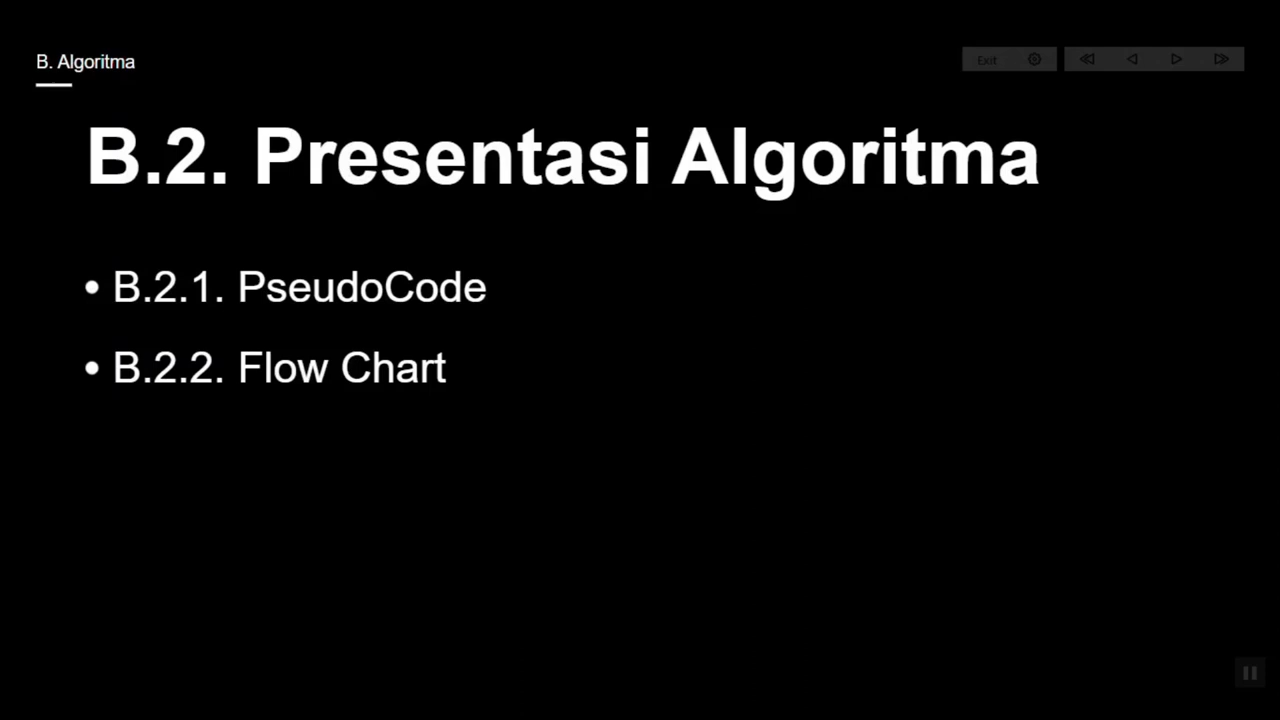 B. Algoritma
Exit
B.2. Presentasi Algoritma
• B.2.1. PseudoCode
• B.2.2. Flow Chart